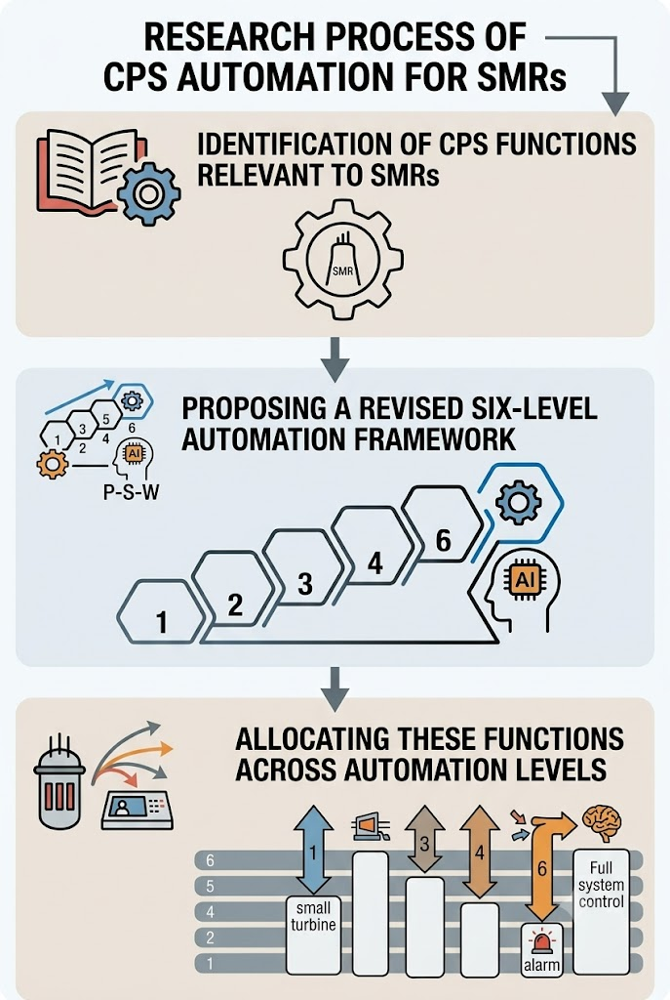 RESEARCH PROCESS OF
CPS AUTOMATION FOR SMRs
IDENTIFICATION OF CPS FUNCTIONS
RELEVANT TO SMRs
SMR
PROPOSING A REVISED SIX-LEVEL
AUTOMATION FRAMEWORK
1
2
3
4
5
6
AI
P-S-W
1
2
3
4
6
AI
ALLOCATING THESE FUNCTIONS
ACROSS AUTOMATION LEVELS
6
5
4
2
1
1
small
turbine
3
4
6
alarm
Full
system
control